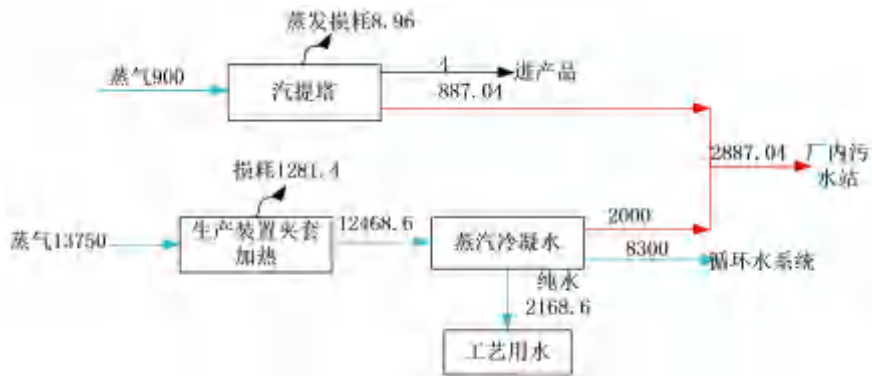 蒸发损耗8.96
蒸气900
汽提塔
4
进产品
887.04
2887.04
厂内污
水站
损耗1281.4
蒸气13750
生产装置夹套
加热
12468.6
蒸汽冷凝水
2000
8300
循环水系统
纯水
2168.6
工艺用水